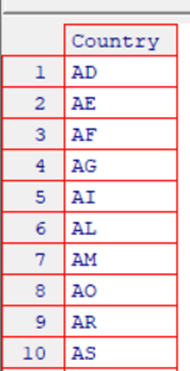 Country
1 AD
2 AE
3 AF
4 AG
5 AI
6 AL
7 AM
8 AO
9 AR
10 AS